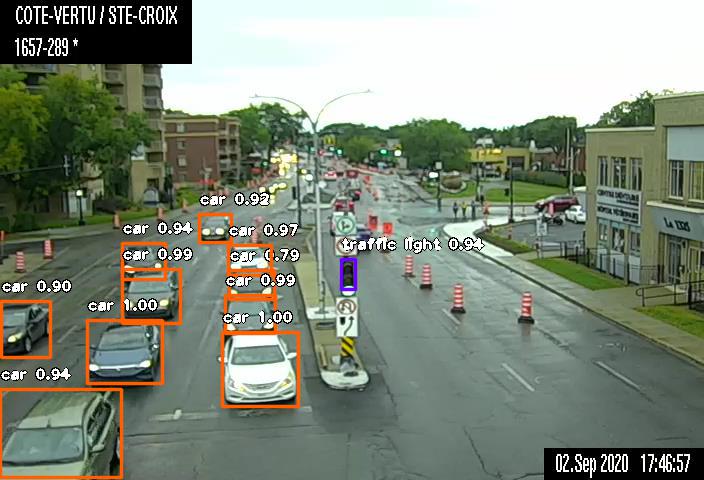 COTE-VERTU / STE-CROIX
1657-289 *
car 0.92
car 0.94
car 0.97
car 0.99
car 0.79
traffic light 0.94
car 0.99
car 0.90
car 1.00
car 1.00
car 0.94
CENTRE DENTAIRE
02.Sep 2020 17:46:57